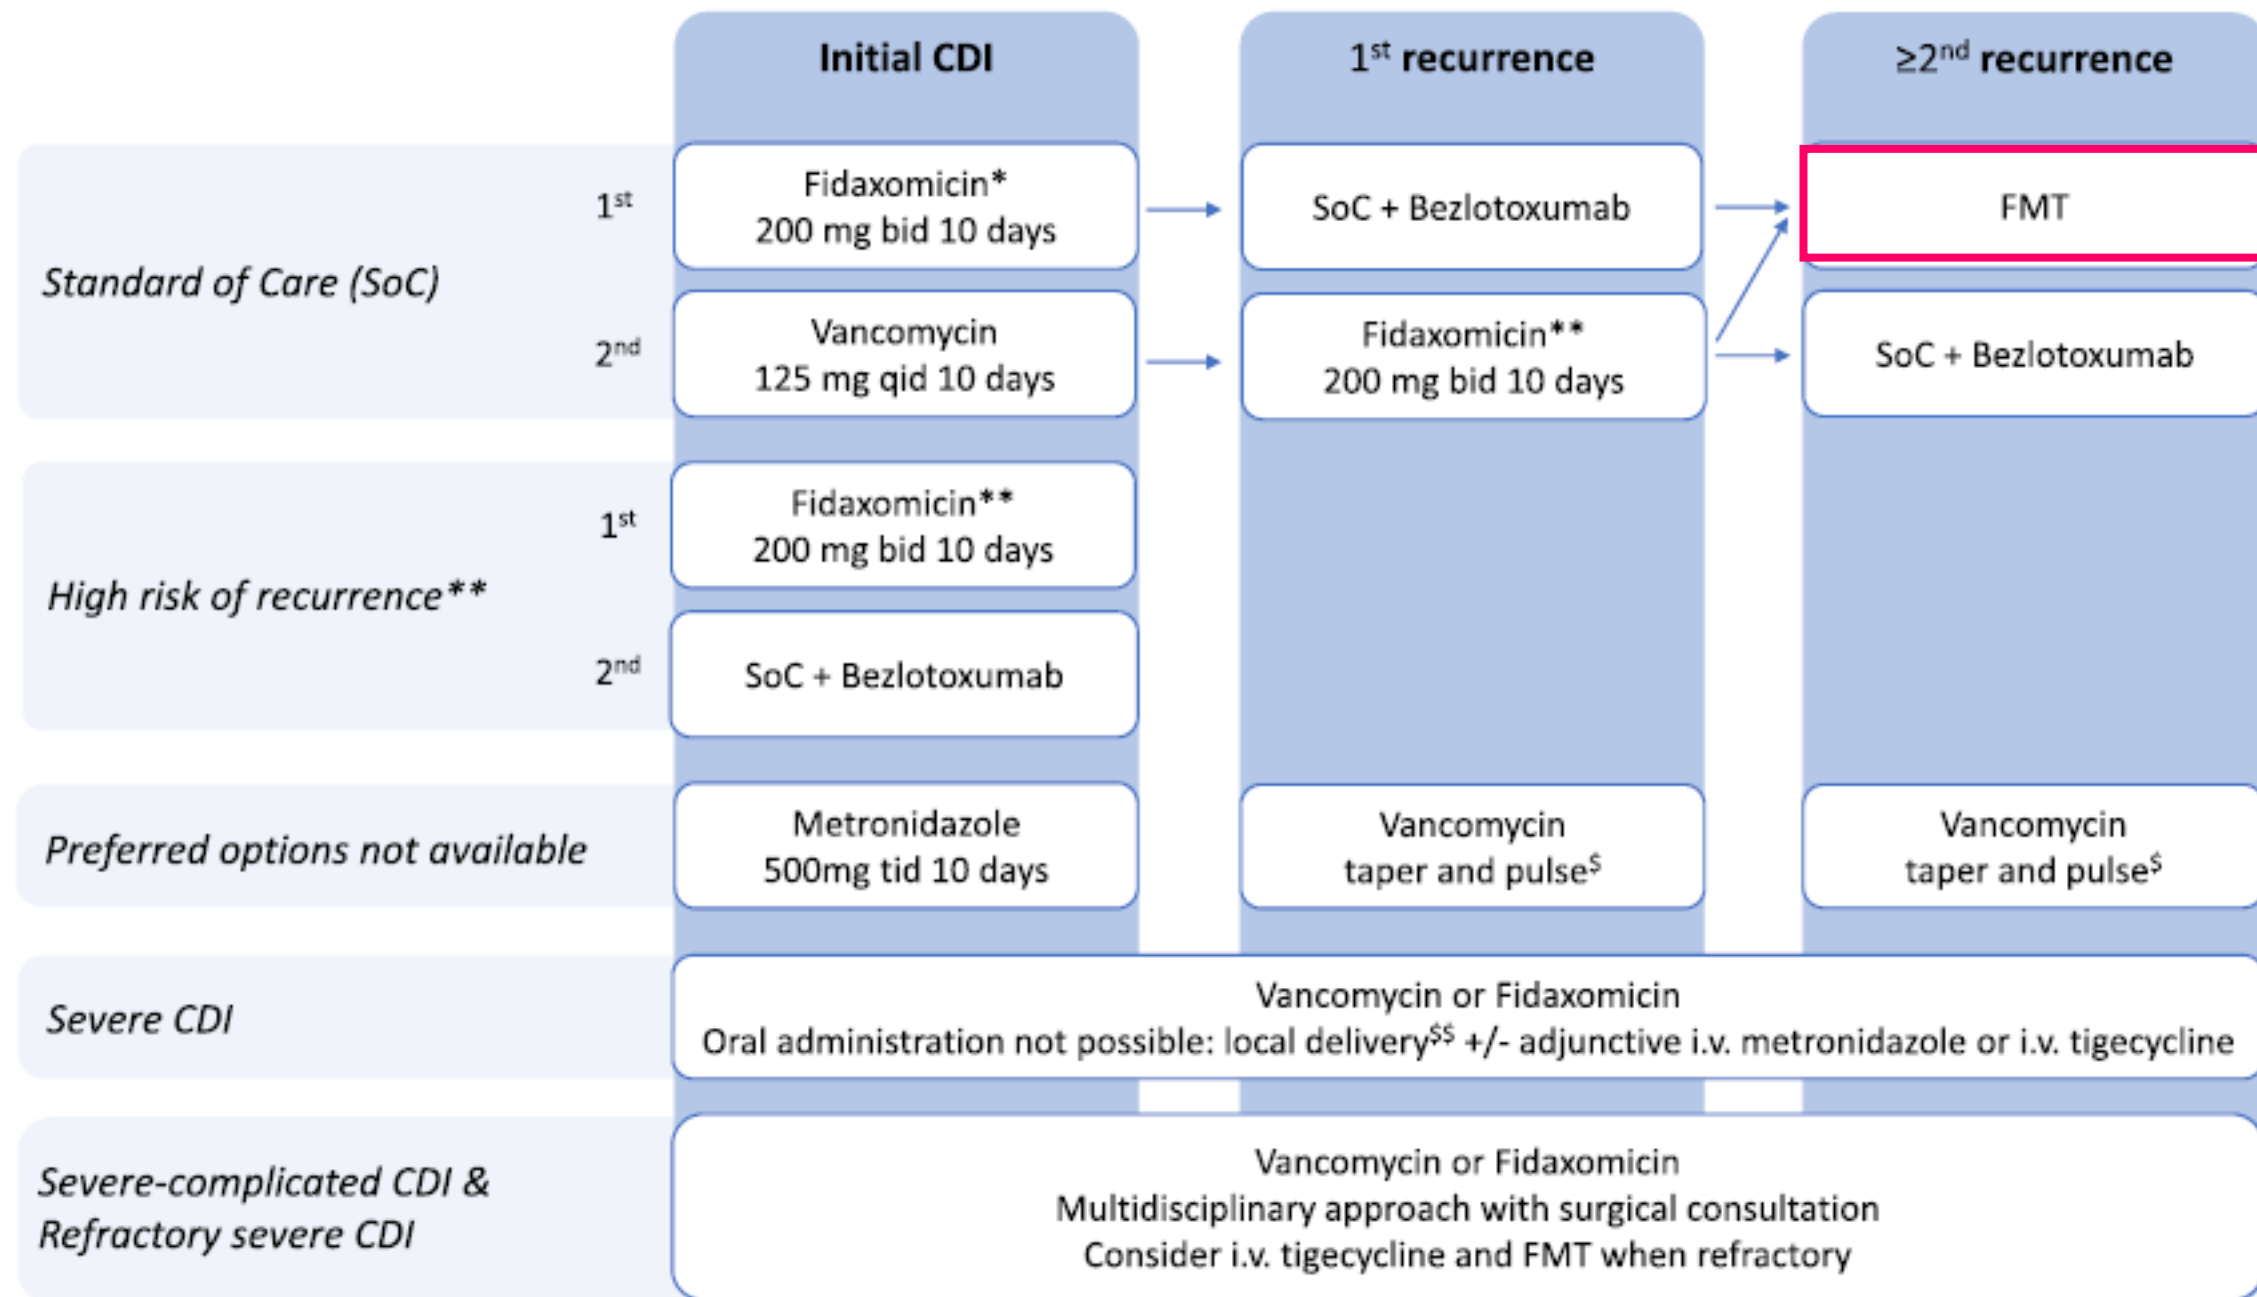 Initial CDI
1st recurrence
≥2nd recurrence
Standard of Care (SoC)
1st
Fidaxomicin*
200 mg bid 10 days
SoC + Bezlotoxumab
FMT
2nd
Vancomycin
125 mg qid 10 days
Fidaxomicin**
200 mg bid 10 days
SoC + Bezlotoxumab
High risk of recurrence**
1st
Fidaxomicin**
200 mg bid 10 days
2nd
SoC + Bezlotoxumab
Preferred options not available
Metronidazole
500mg tid 10 days
Vancomycin
taper and pulse$
Vancomycin
taper and pulse$
Severe CDI
Vancomycin or Fidaxomicin
Oral administration not possible: local delivery$$ +/- adjunctive i.v. metronidazole or i.v. tigecycline
Severe-complicated CDI &
Refractory severe CDI
Vancomycin or Fidaxomicin
Multidisciplinary approach with surgical consultation
Consider i.v. tigecycline and FMT when refractory